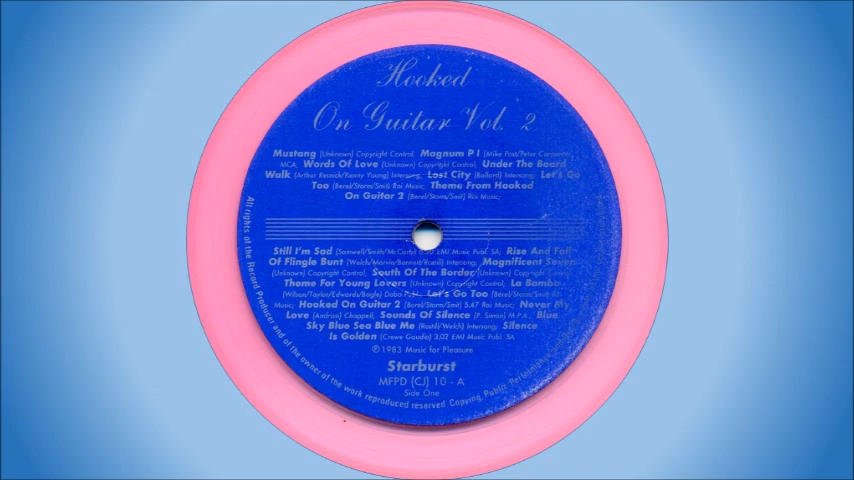 Hooked
On Guitar Vol. 2
Mustang (Unknown) Copyright Control; Magnum P I (Mike Post/Peter
MCA; Words Of Love (Unknown) Copyright Control; Under The Board
Walk (Arthur Resnick/Kenny Young) Intersong; Lost City (Ballard) Intersong; Let's Go
Too (Berel/Storm/Smit) Roi Music; Theme From Hooked
On Guitar 2 (Berel/Storm/Smit) Roi Music;
Still I'm Sad (Samwell/Smith/McCarty) EMI Music Publ. SA; Rise And Fall
Of Flingle Bunt (Welch/Marvin/Bennett/Rostill) Intersong; Magnificent Seven
(Unknown) Copyright Control; South Of The Border (Unknown) Copyright
Theme For Young Lovers (Unknown) Copyright Control; La Bamba
Let's Go Too (Berel/Storm/Smit)
Music; Hooked On Guitar 2 (Berel/Storm/Smit) 5,47 Roi Music; Never My
Love (Andrisi) Chappell; Sounds Of Silence (P. Simon) M.P.A.; Blue
Sky Blue Sea Blue Me (Rostill/Welch) Intersong; Silence
Is Golden (Crewe Gaudio) 3,02 EMI Music Publ. SA
℗ 1983 Music for Pleasure
Starburst
MFPD (CJ) 10 - A
Side One
All rights of the Record Producer and of the owner of the work reproduced reserved. Copying, Public Performance